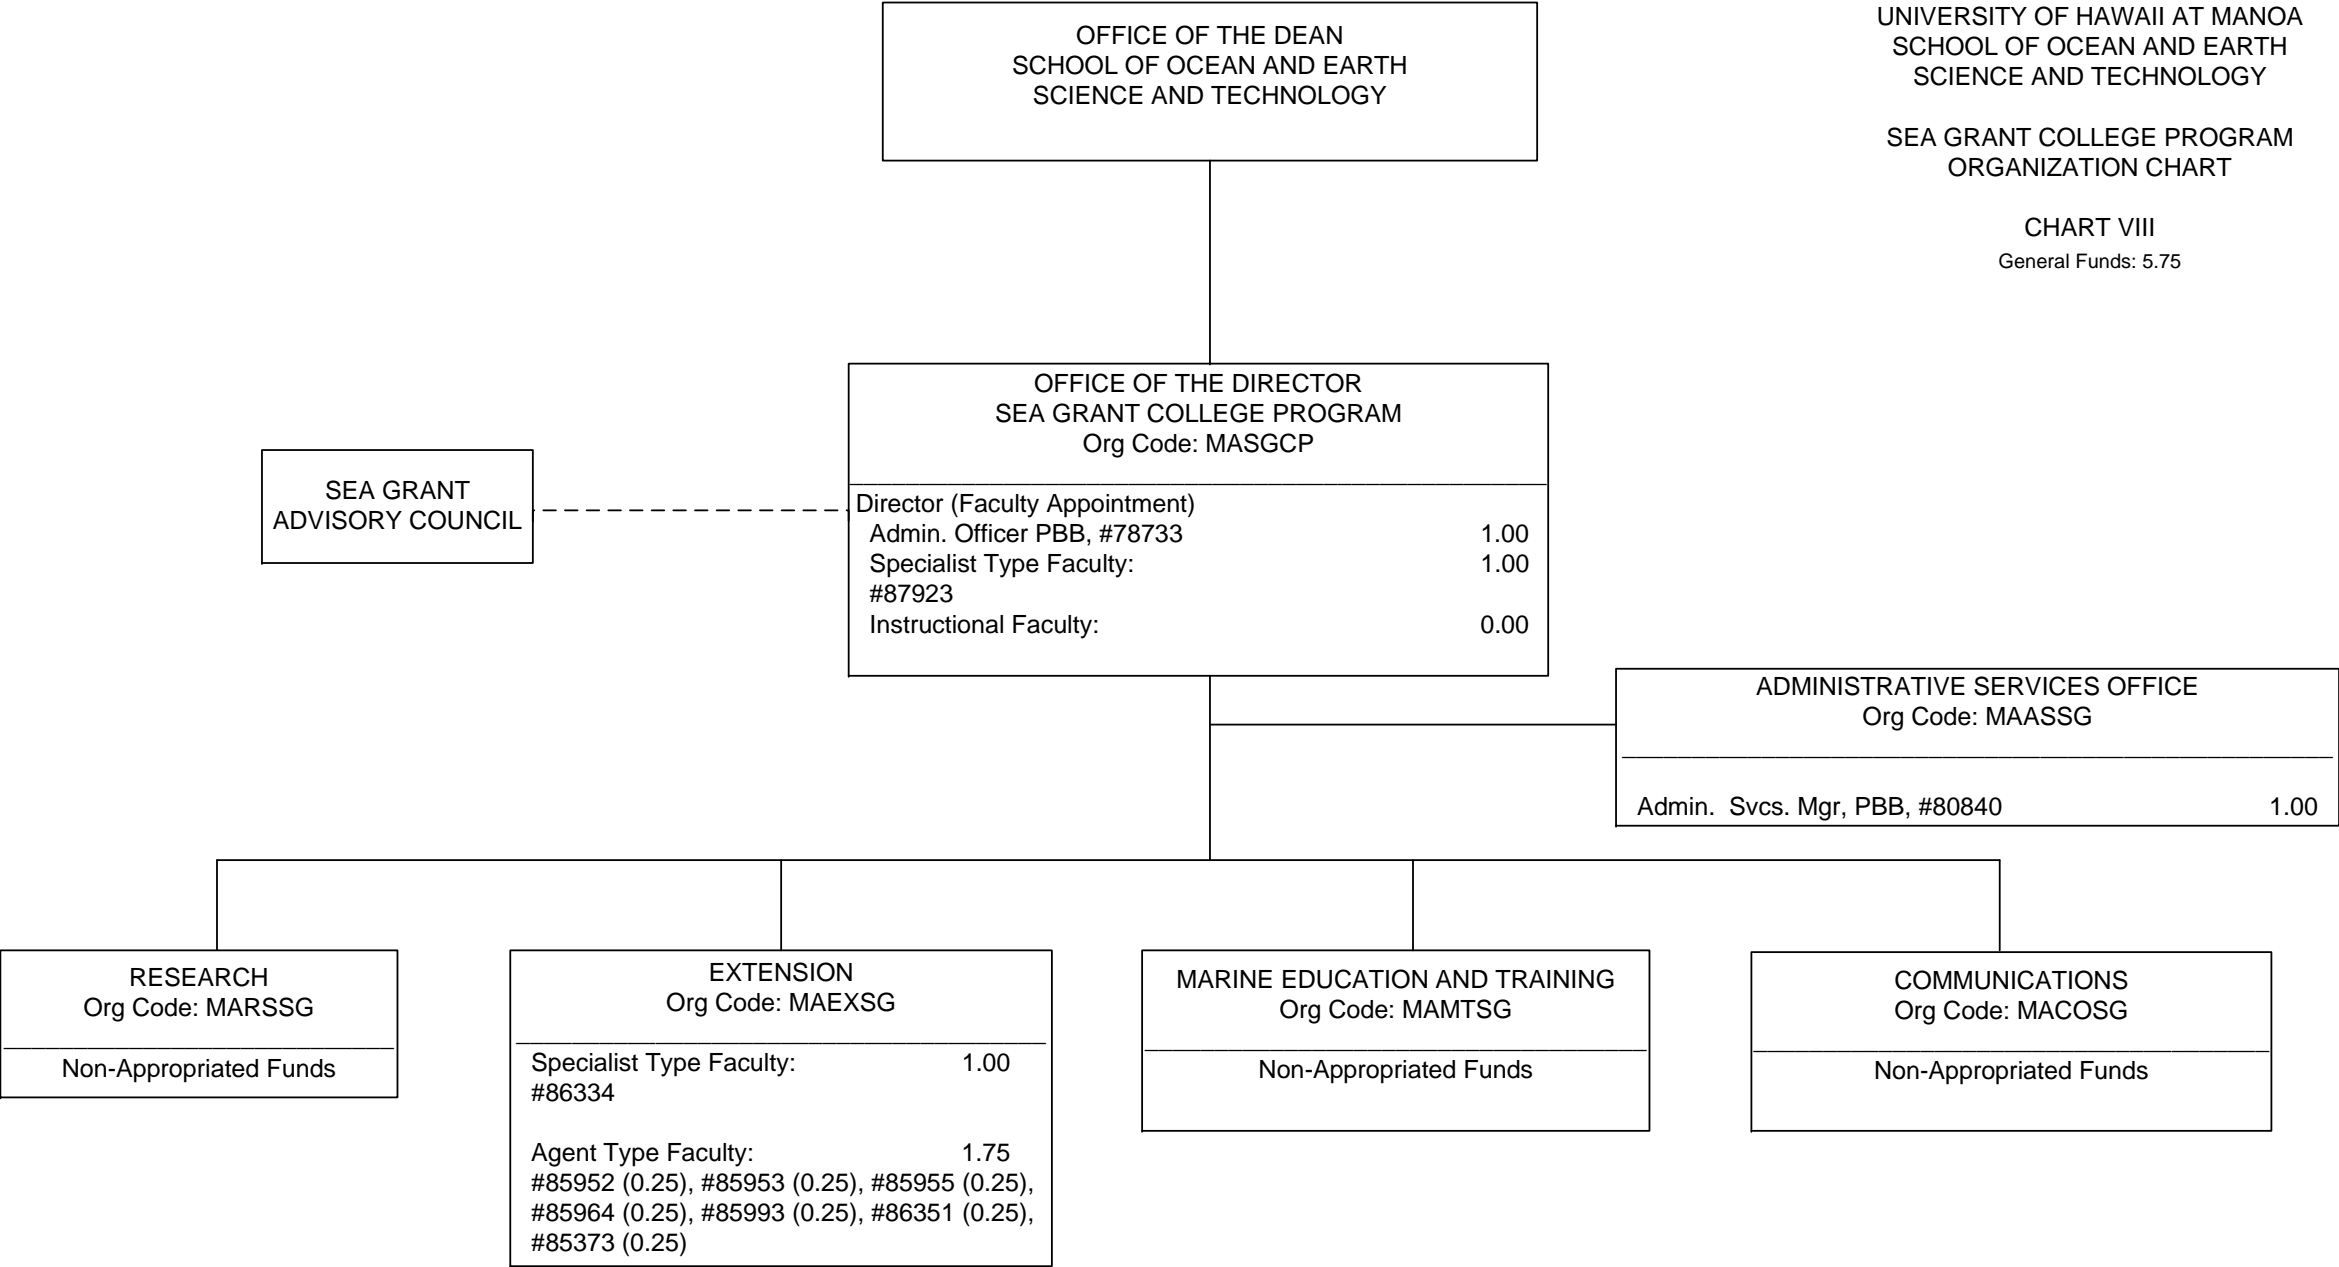 OFFICE OF THE DEAN
SCHOOL OF OCEAN AND EARTH
SCIENCE AND TECHNOLOGY
UNIVERSITY OF HAWAII AT MANOA
SCHOOL OF OCEAN AND EARTH
SCIENCE AND TECHNOLOGY
SEA GRANT COLLEGE PROGRAM
ORGANIZATION CHART
CHART VIII
General Funds: 5.75
OFFICE OF THE DIRECTOR
SEA GRANT COLLEGE PROGRAM
Org Code: MASGCP
Director (Faculty Appointment)
Admin. Officer PBB, #78733 1.00
Specialist Type Faculty: 1.00
#87923
Instructional Faculty: 0.00
SEA GRANT
ADVISORY COUNCIL
ADMINISTRATIVE SERVICES OFFICE
Org Code: MAASSG
Admin. Svcs. Mgr, PBB, #80840 1.00
RESEARCH
Org Code: MARSSG
Non-Appropriated Funds
EXTENSION
Org Code: MAEXSG
Specialist Type Faculty: 1.00
#86334
Agent Type Faculty: 1.75
#85952 (0.25), #85953 (0.25), #85955 (0.25),
#85964 (0.25), #85993 (0.25), #86351 (0.25),
#85373 (0.25)
MARINE EDUCATION AND TRAINING
Org Code: MAMTSG
Non-Appropriated Funds
COMMUNICATIONS
Org Code: MACOSG
Non-Appropriated Funds